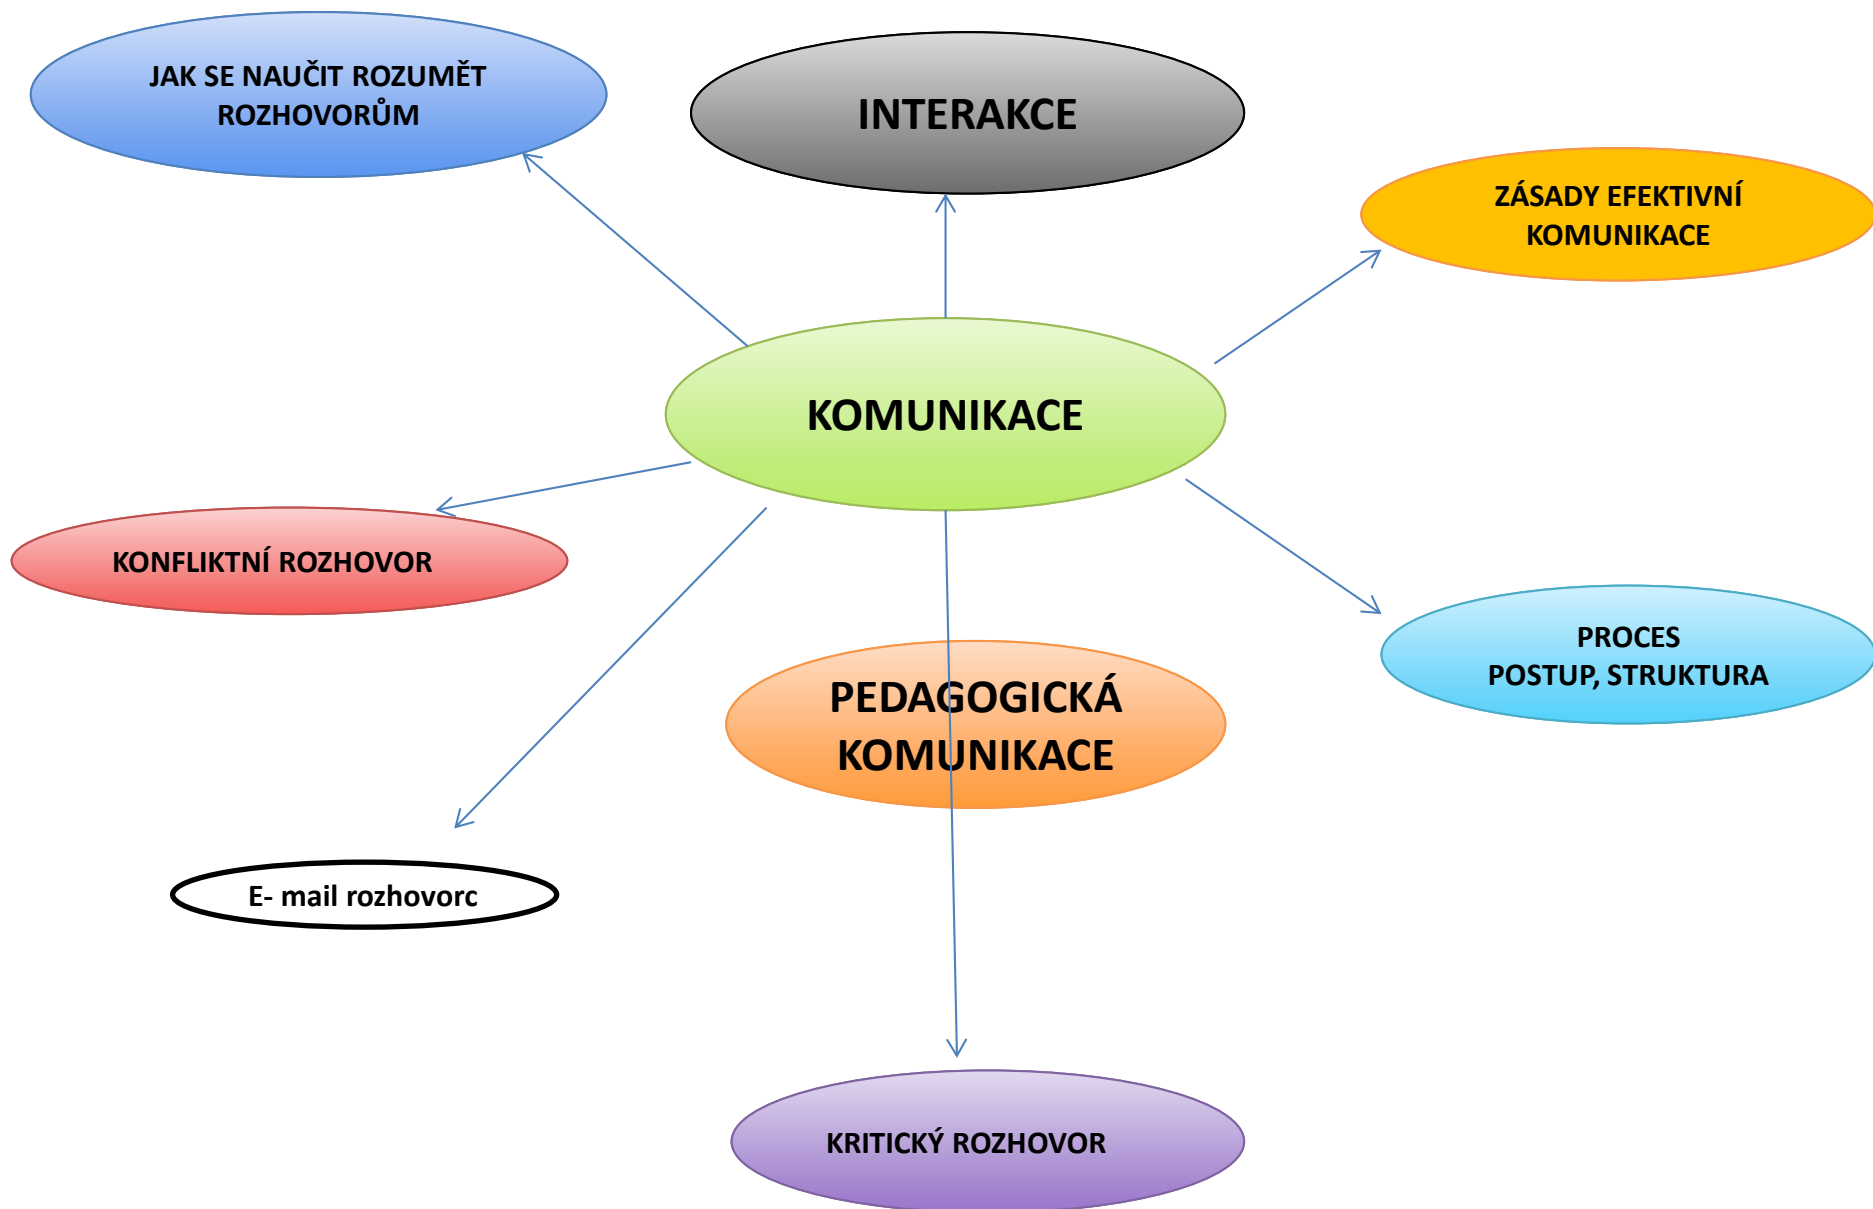 JAK SE NAUČIT ROZUMĚT
ROZHOVORŮM
INTERAKCE
ZÁSADY EFEKTIVNÍ
KOMUNIKACE
KOMUNIKACE
KONFLIKTNÍ ROZHOVOR
PROCES
POSTUP, STRUKTURA
PEDAGOGICKÁ
KOMUNIKACE
E- mail rozhovorc
KRITICKÝ ROZHOVOR